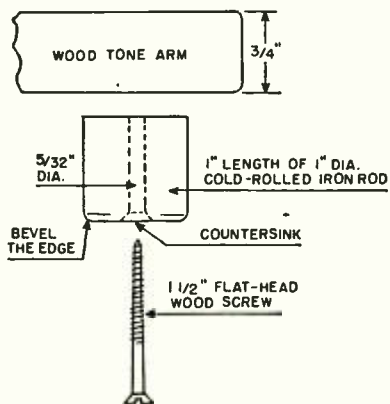 WOOD TONE ARM
3/4"
5/32"
DIA.
1" LENGTH OF 1" DIA.
COLD-ROLLED IRON ROD
BEVEL
THE EDGE
COUNTERSINK
1 1/2" FLAT-HEAD
WOOD SCREW